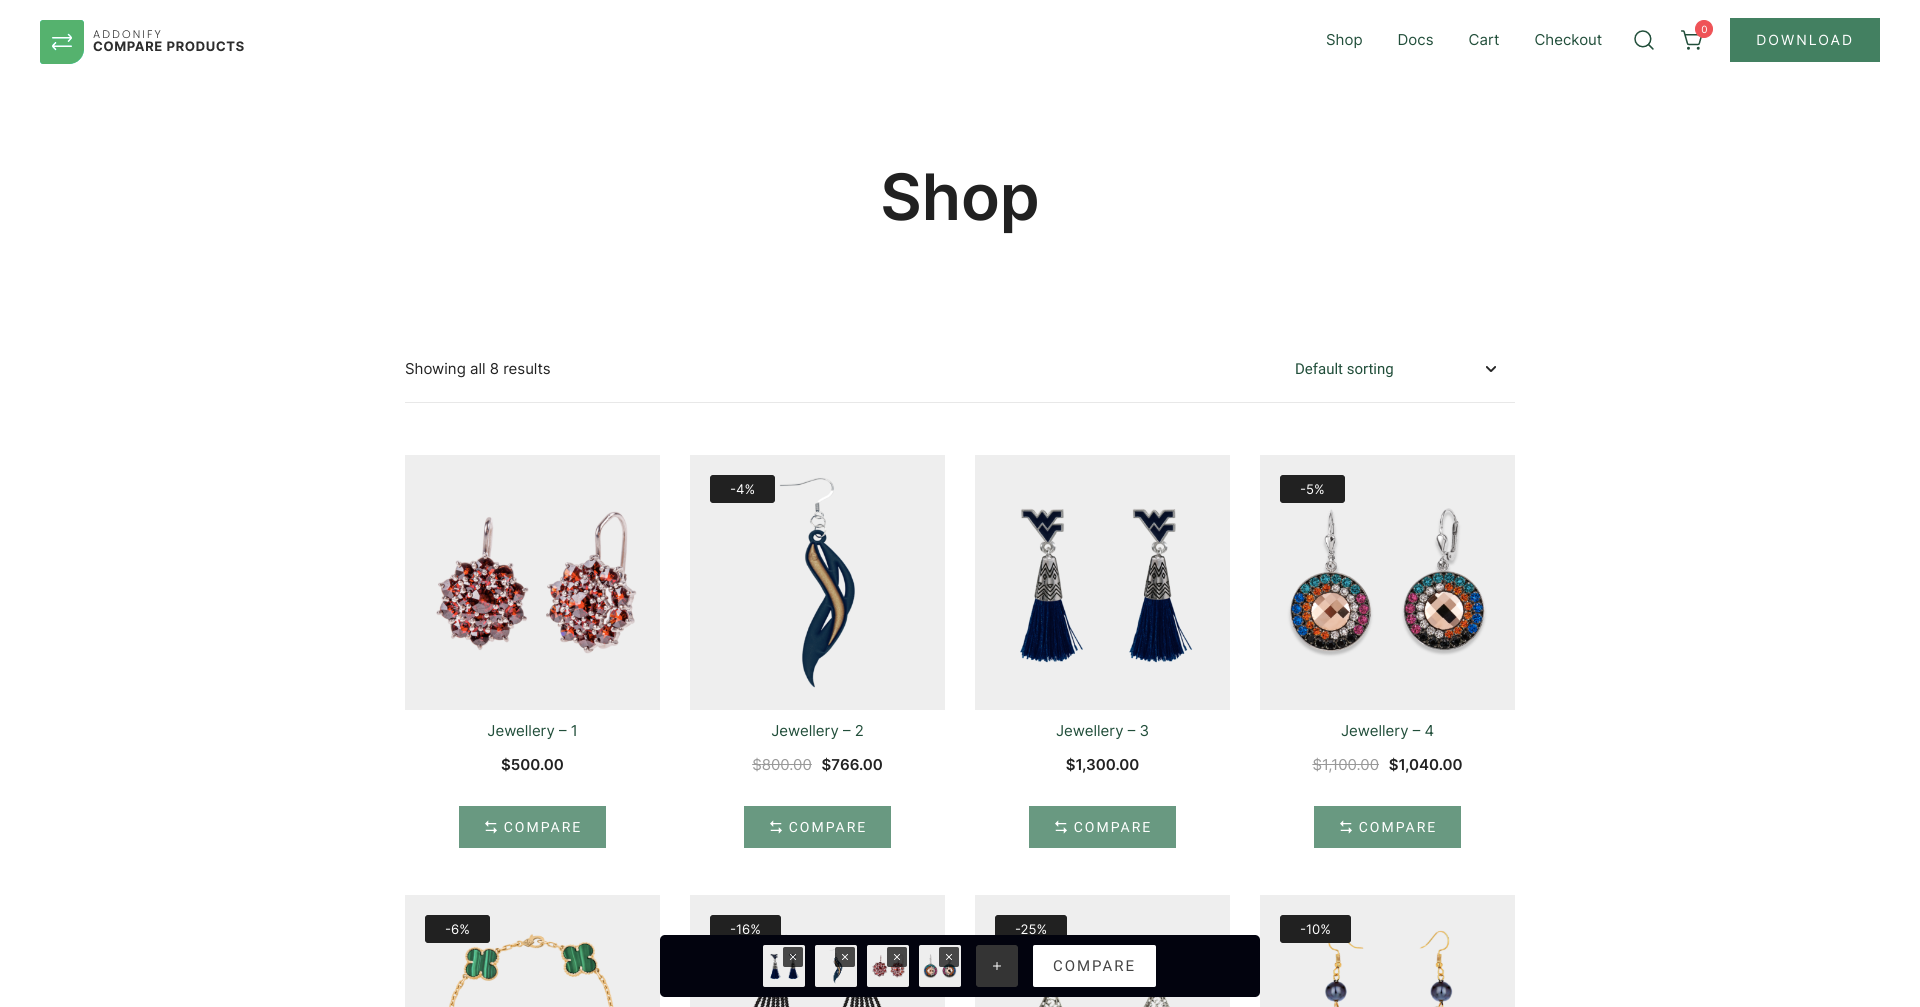 ADDONIFY
COMPARE PRODUCTS
Shop
Docs
Cart
Checkout
0
DOWNLOAD
Shop
Showing all 8 results
Default sorting
-4%
-5%
Jewellery – 1
Jewellery – 2
Jewellery – 3
Jewellery – 4
$500.00
$800.00 $766.00
$1,300.00
$1,100.00 $1,040.00
COMPARE
COMPARE
COMPARE
COMPARE
-6%
-16%
-25%
-10%
COMPARE